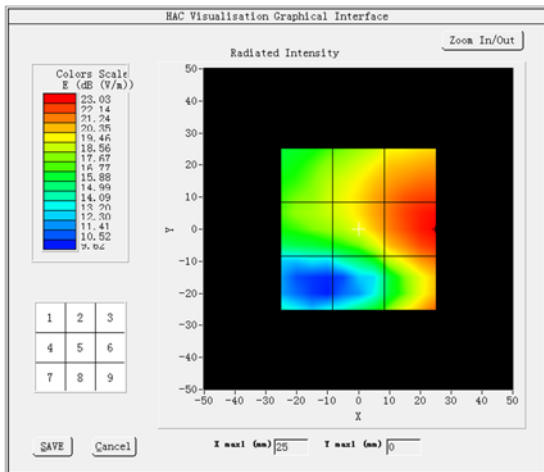 HAC Visualisation Graphical Interface
Zoom In/Out
Radiated Intensity
Colors Scale
E (dB (V/m))
23.03
22.14
21.24
20.35
19.46
18.56
17.67
16.77
15.88
14.99
14.09
13.20
12.30
11.41
10.52
9.62
50
40
30
20
10
0
-10
-20
-30
-40
-50
Y
-50 -40 -30 -20 -10 0 10 20 30 40 50
X
1 2 3
4 5 6
7 8 9
SAVE Cancel
X max1 (mm) 25 Y max1 (mm) 0